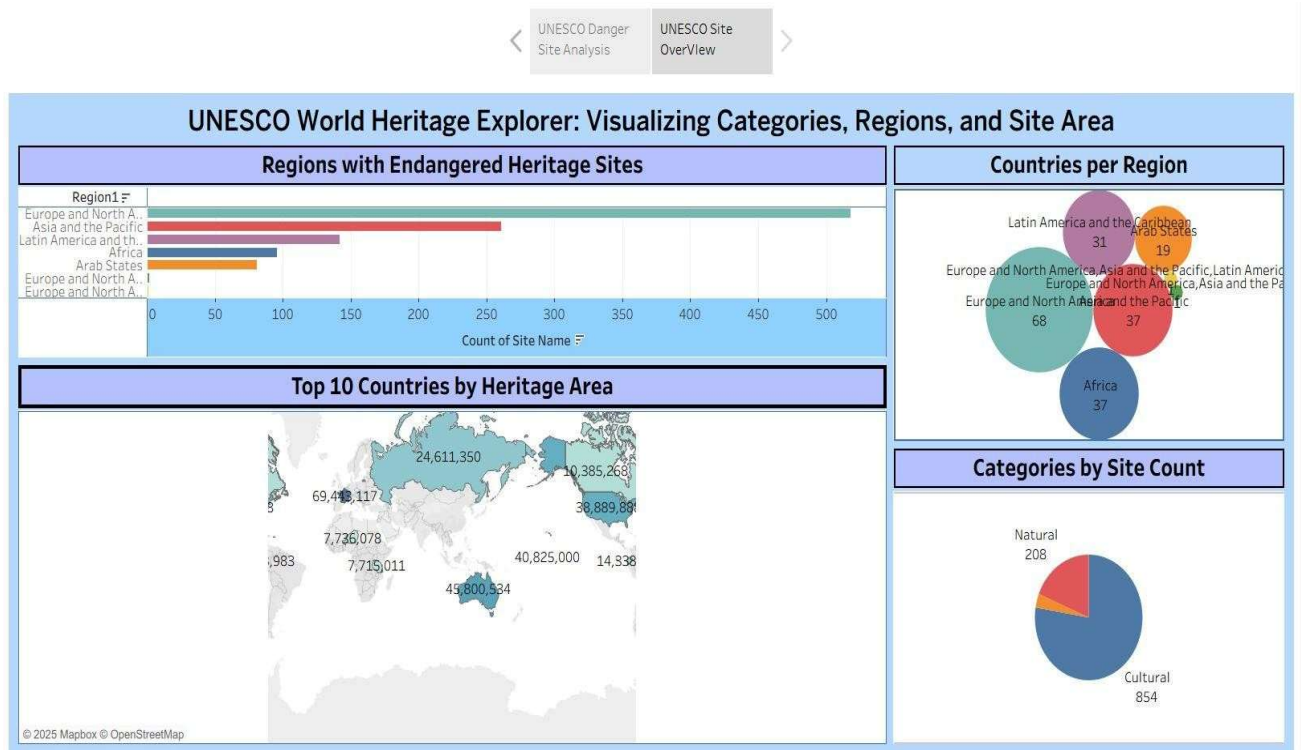 UNESCO Danger
Site Analysis
UNESCO Site
OverVIew
UNESCO World Heritage Explorer: Visualizing Categories, Regions, and Site Area
Regions with Endangered Heritage Sites
Region1
Europe and North A..
Asia and the Pacific
Latin America and th..
Africa
Arab States
Europe and North A..
Europe and North A..
0 50 100 150 200 250 300 350 400 450 500
Count of Site Name
Top 10 Countries by Heritage Area
24,611,350
10,385,268
69,443,117
38,889,88
8
7,736,078
,983
7,715,011
40,825,000
14,338
45,800,534
© 2025 Mapbox © OpenStreetMap
Countries per Region
Latin America and the Caribbean
31
Arab States
19
Europe and North America,Asia and the Pacific,Latin Americ
Europe and North America,Asia and the Pa
1
Europe and North America
68
Asia and the Pacific
37
Africa
37
Categories by Site Count
Natural
208
Cultural
854